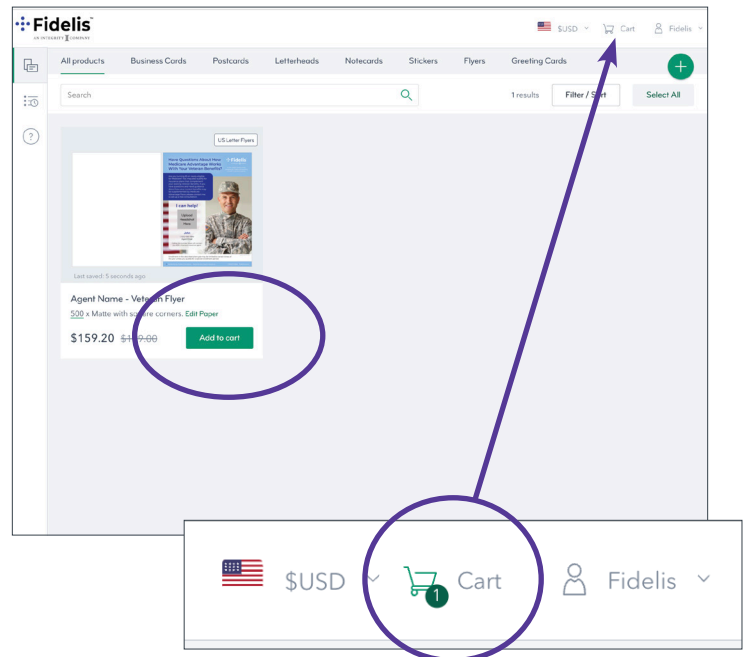 Fidelis
AN INTEGRITY COMPANY
$USD Cart Fidelis
All products Business Cards Postcards Letterheads Notecards Stickers Flyers Greeting Cards +
Search 1 results Filter / Sort Select All
?
US Letter Flyers
Have Questions About How
Medicare Advantage Works
With Your Veteran Benefits?
Fidelis
I can help!
Last saved: 5 seconds ago
Agent Name - Veteran Flyer
500 x Matte with square corners. Edit Paper
$159.20 Add to cart
$USD 1 Cart Fidelis